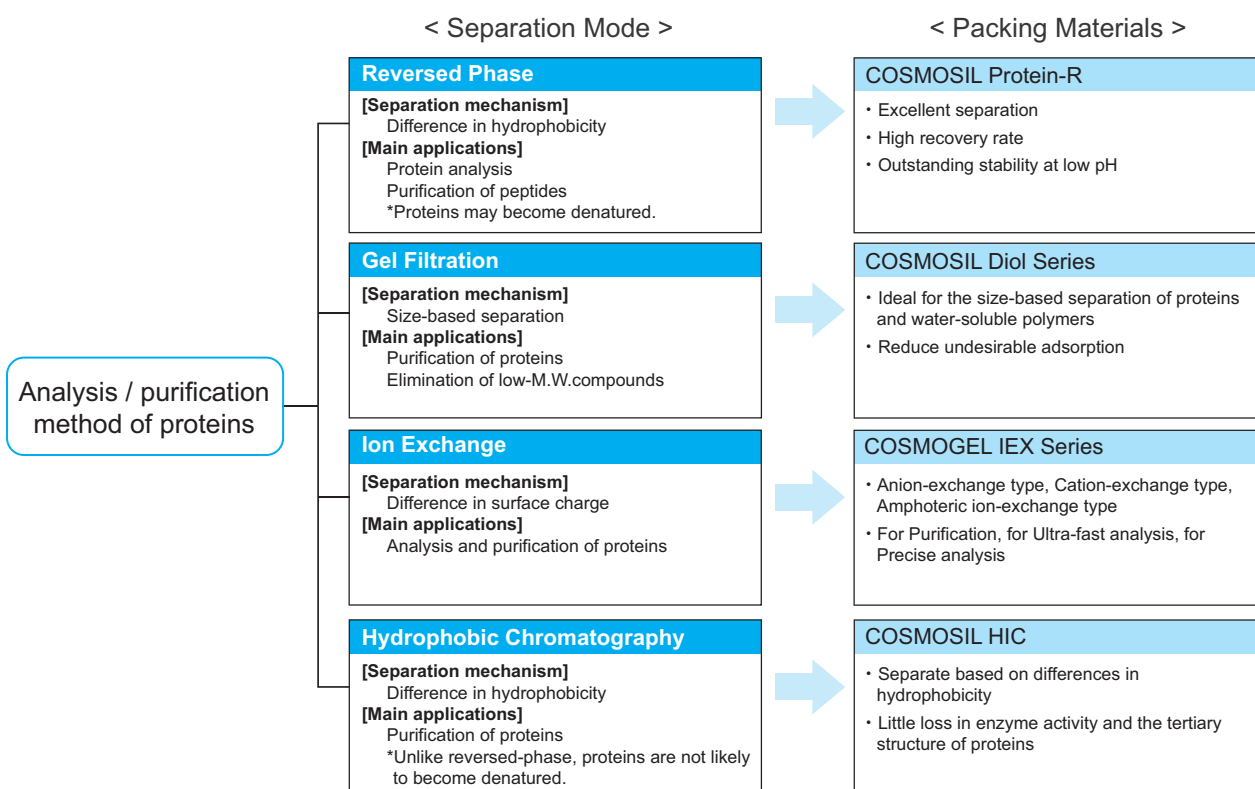 < Separation Mode >
< Packing Materials >
Analysis / purification
method of proteins
Reversed Phase
[Separation mechanism]
Difference in hydrophobicity
[Main applications]
Protein analysis
Purification of peptides
*Proteins may become denatured.
COSMOSIL Protein-R
・Excellent separation
・High recovery rate
・Outstanding stability at low pH
Gel Filtration
[Separation mechanism]
Size-based separation
[Main applications]
Purification of proteins
Elimination of low-M.W.compounds
COSMOSIL Diol Series
・Ideal for the size-based separation of proteins
and water-soluble polymers
・Reduce undesirable adsorption
Ion Exchange
[Separation mechanism]
Difference in surface charge
[Main applications]
Analysis and purification of proteins
COSMOGEL IEX Series
・Anion-exchange type, Cation-exchange type,
Amphoteric ion-exchange type
・For Purification, for Ultra-fast analysis, for
Precise analysis
Hydrophobic Chromatography
[Separation mechanism]
Difference in hydrophobicity
[Main applications]
Purification of proteins
*Unlike reversed-phase, proteins are not likely
to become denatured.
COSMOSIL HIC
・Separate based on differences in
hydrophobicity
・Little loss in enzyme activity and the tertiary
structure of proteins